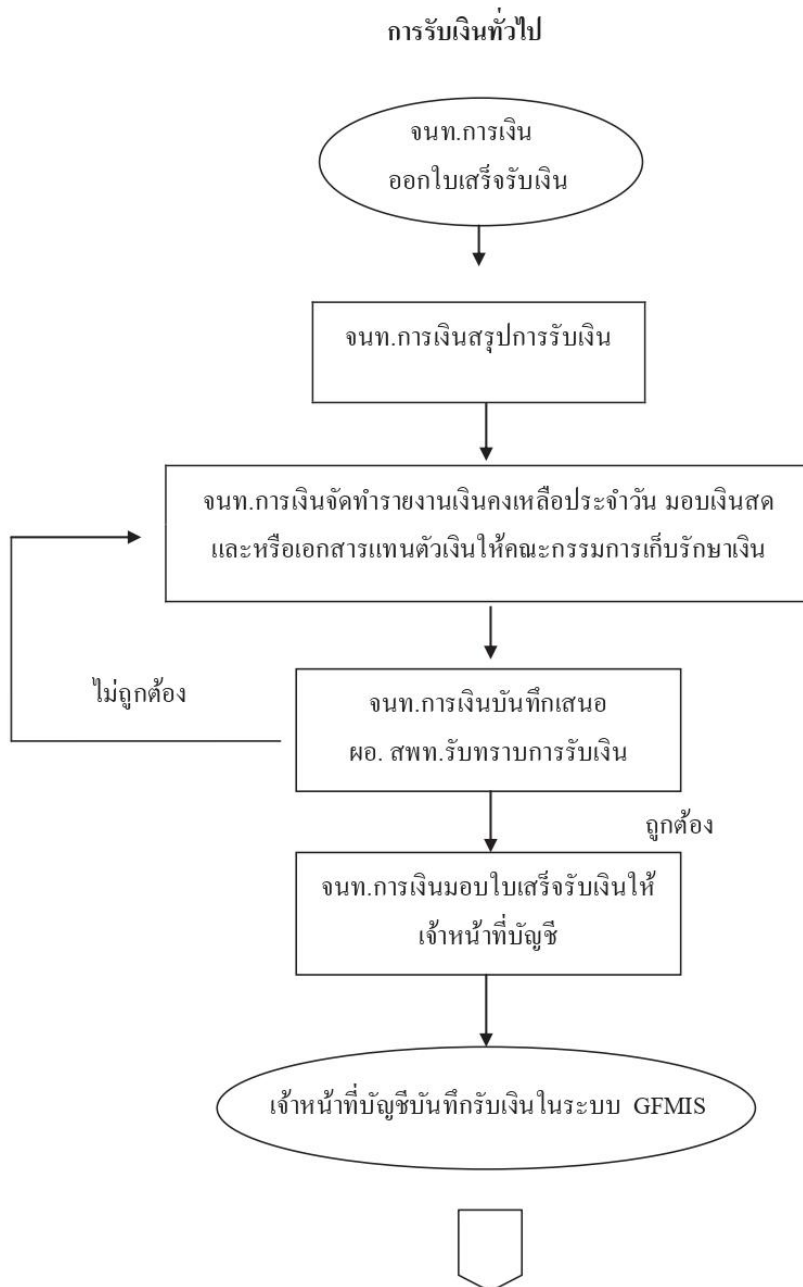 การรับเงินทั่วไป
จนท.การเงิน
ออกใบเสร็จรับเงิน
จนท.การเงินสรุปการรับเงิน
จนท.การเงินจัดทำรายงานเงินคงเหลือประจำวัน มอบเงินสด
และหรือเอกสารแทนตัวเงินให้คณะกรรมการเก็บรักษาเงิน
ไม่ถูกต้อง
จนท.การเงินบันทึกเสนอ
ผอ. สพท.รับทราบการรับเงิน
ถูกต้อง
จนท.การเงินมอบใบเสร็จรับเงินให้
เจ้าหน้าที่บัญชี
เจ้าหน้าที่บัญชีบันทึกรับเงินในระบบ GFMIS